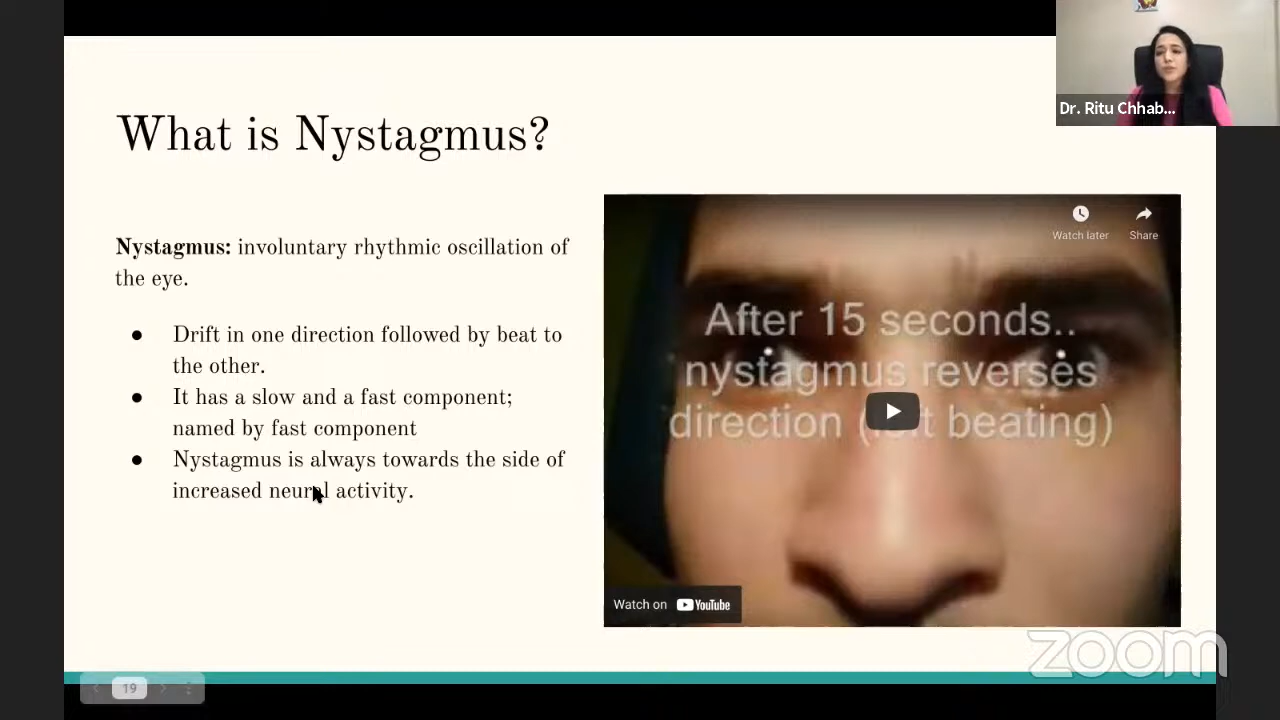 What is Nystagmus?
Dr. Ritu Chhab...
Nystagmus: involuntary rhythmic oscillation of
the eye.
● Drift in one direction followed by beat to
the other.
● It has a slow and a fast component;
named by fast component
● Nystagmus is always towards the side of
increased neural activity.
Watch later
Share
After 15 seconds..
nystagmus reverses
direction (left beating)
Watch on YouTube
zoom
19